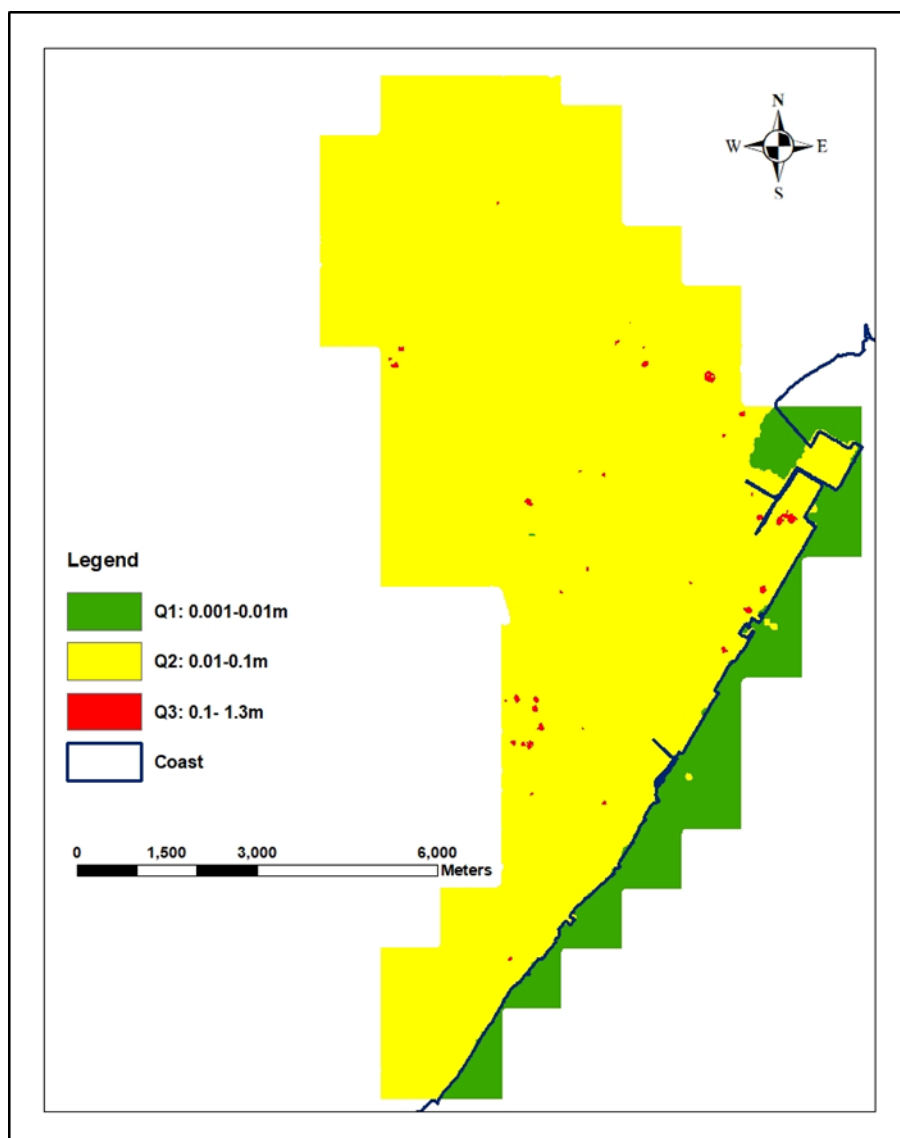 N
W E
S
Legend
Q1: 0.001-0.01m
Q2: 0.01-0.1m
Q3: 0.1- 1.3m
Coast
0 1,500 3,000 6,000
Meters